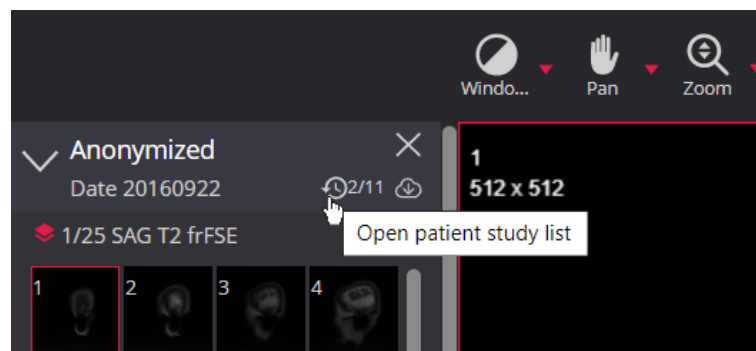 Windo...
Pan
Zoom
Anonymized
Date 20160922
2/11
1
512 x 512
Open patient study list
1/25 SAG T2 frFSE
1 2 3 4